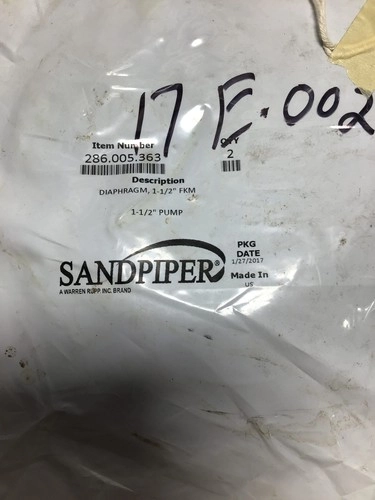 17 E.002
Item Number
QTY
286.005.363
2
Description
DIAPHRAGM, 1-1/2" FKM
1-1/2" PUMP
SANDPIPER®
A WARREN RUPP, INC. BRAND
PKG
DATE
1/27/2017
Made In
US